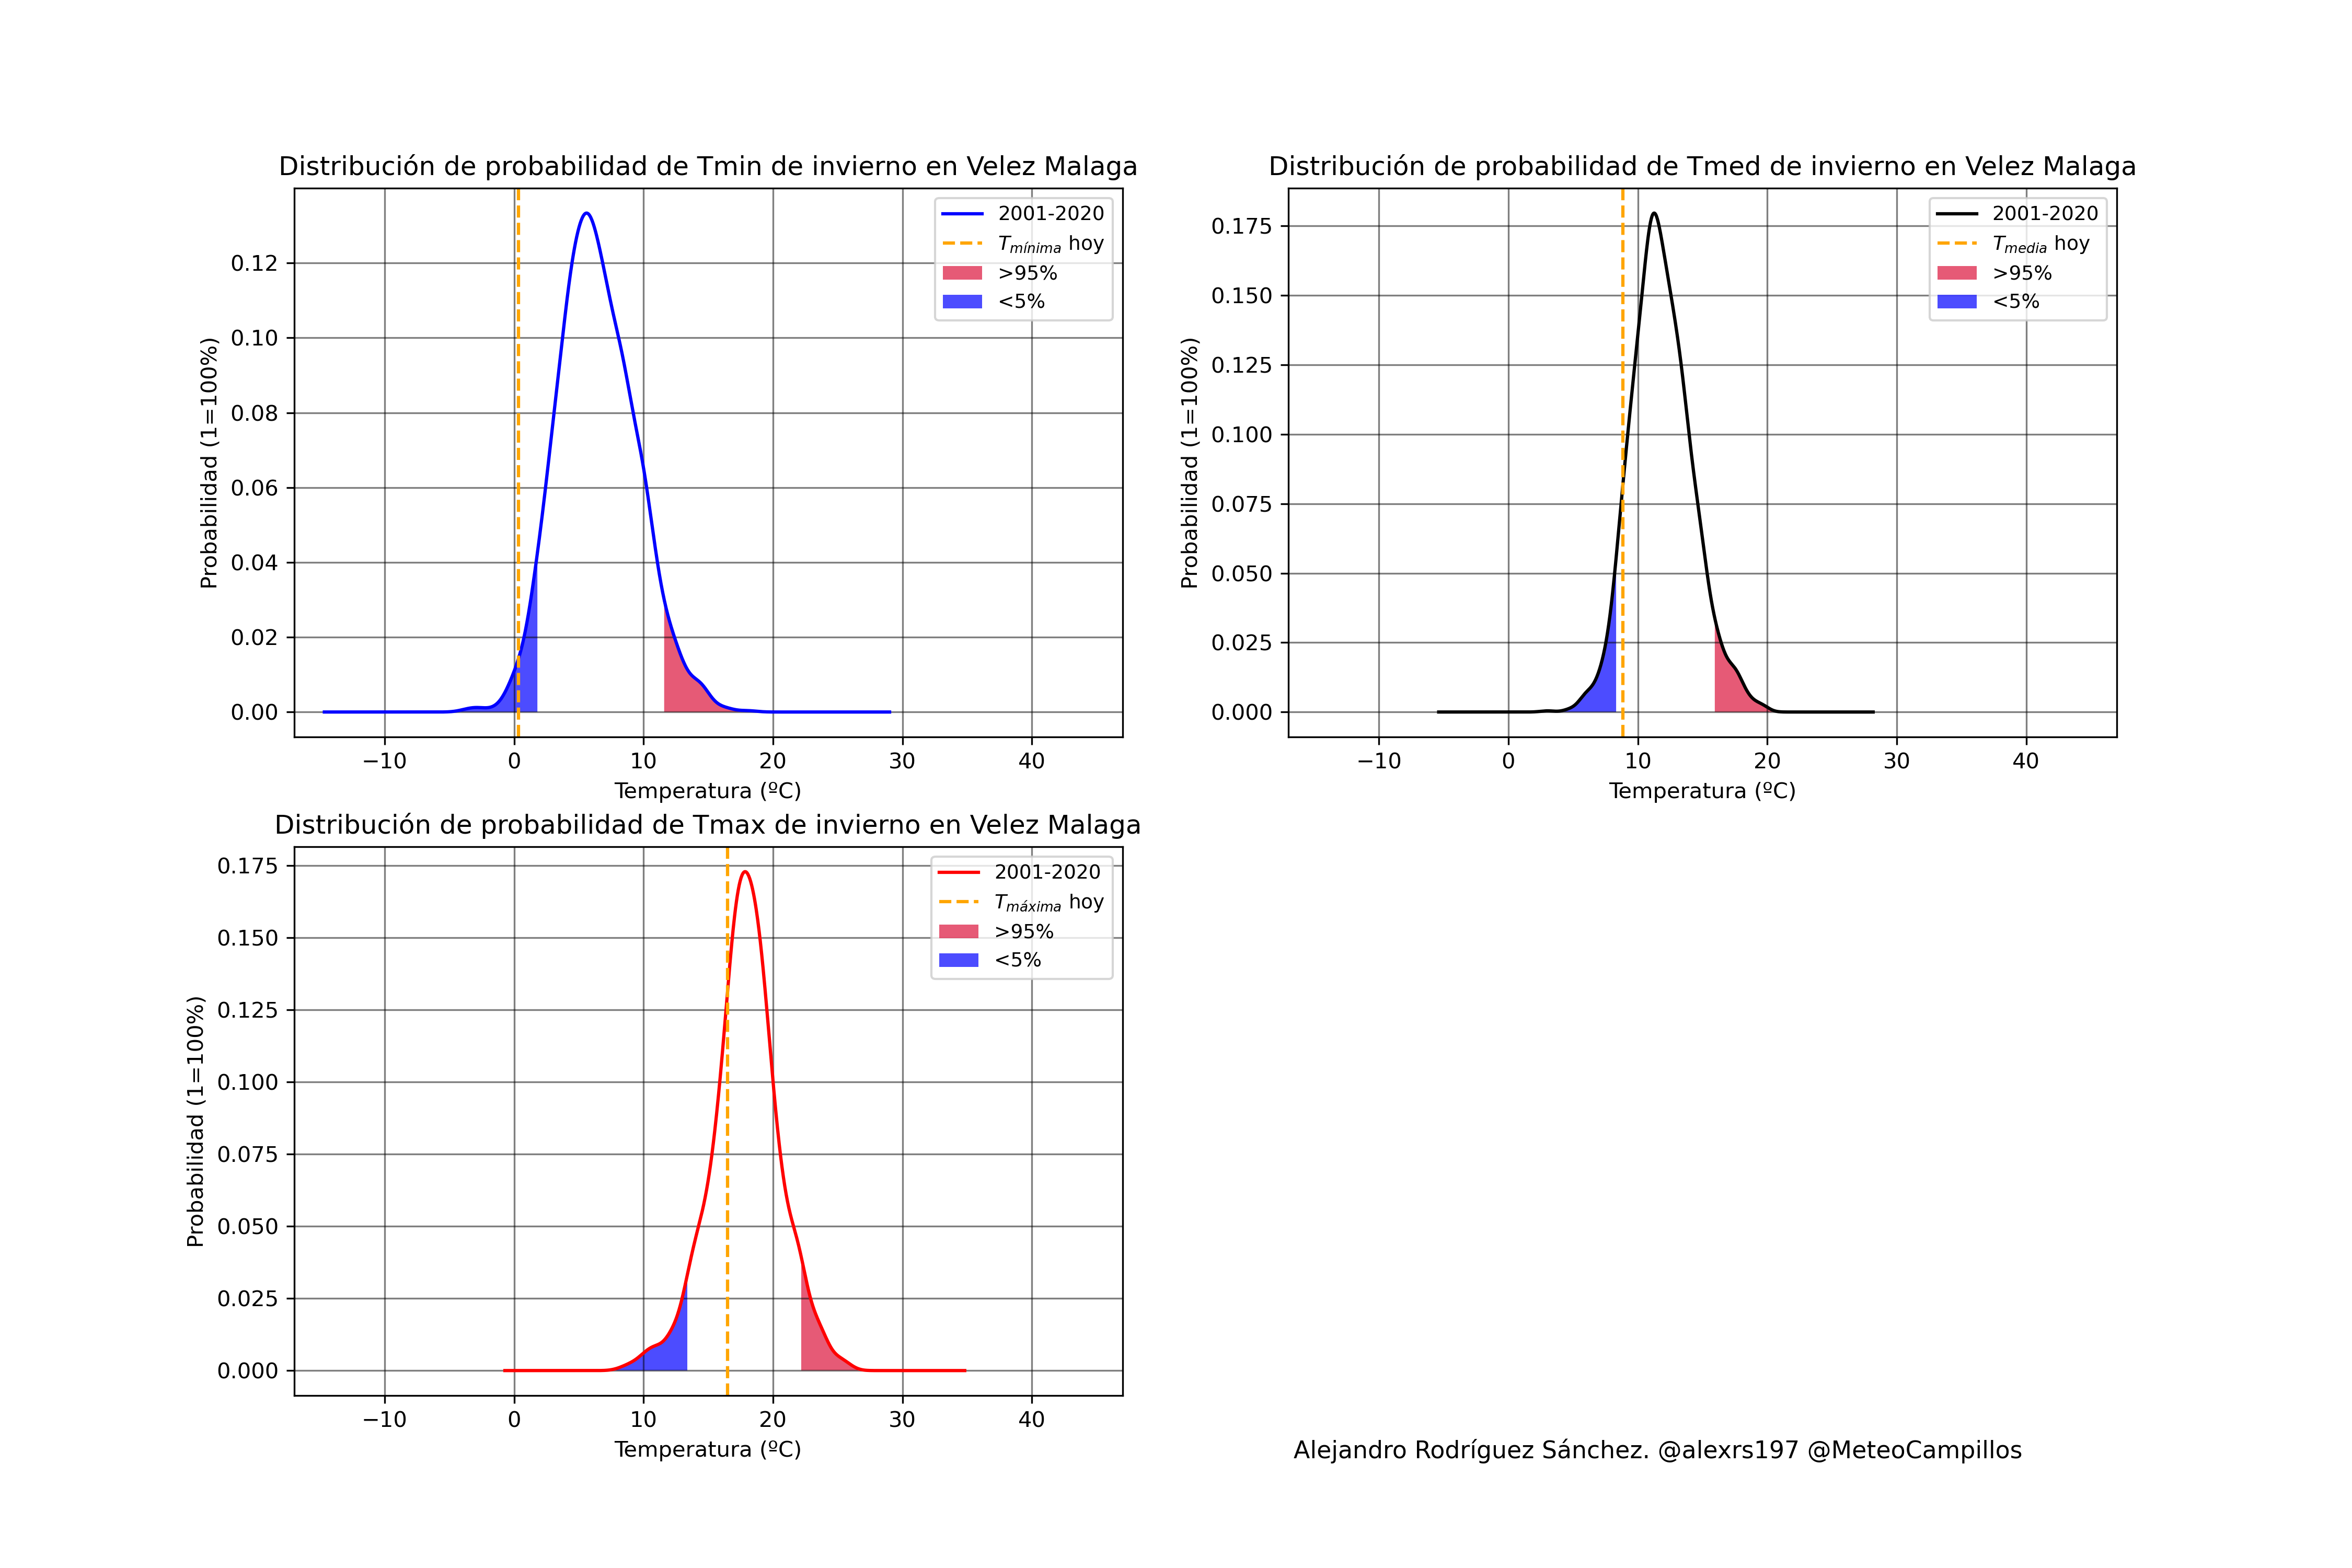 Distribución de probabilidad de Tmin de invierno en Velez Malaga
Probabilidad (1=100%)
0.12
0.10
0.08
0.06
0.04
0.02
0.00
−10 0 10 20 30 40
Temperatura (ºC)
2001-2020
Tmínima hoy
>95%
<5%
Distribución de probabilidad de Tmed de invierno en Velez Malaga
Probabilidad (1=100%)
0.175
0.150
0.125
0.100
0.075
0.050
0.025
0.000
−10 0 10 20 30 40
Temperatura (ºC)
2001-2020
Tmedia hoy
>95%
<5%
Distribución de probabilidad de Tmax de invierno en Velez Malaga
Probabilidad (1=100%)
0.175
0.150
0.125
0.100
0.075
0.050
0.025
0.000
−10 0 10 20 30 40
Temperatura (ºC)
2001-2020
Tmáxima hoy
>95%
<5%
Alejandro Rodríguez Sánchez. @alexrs197 @MeteoCampillos